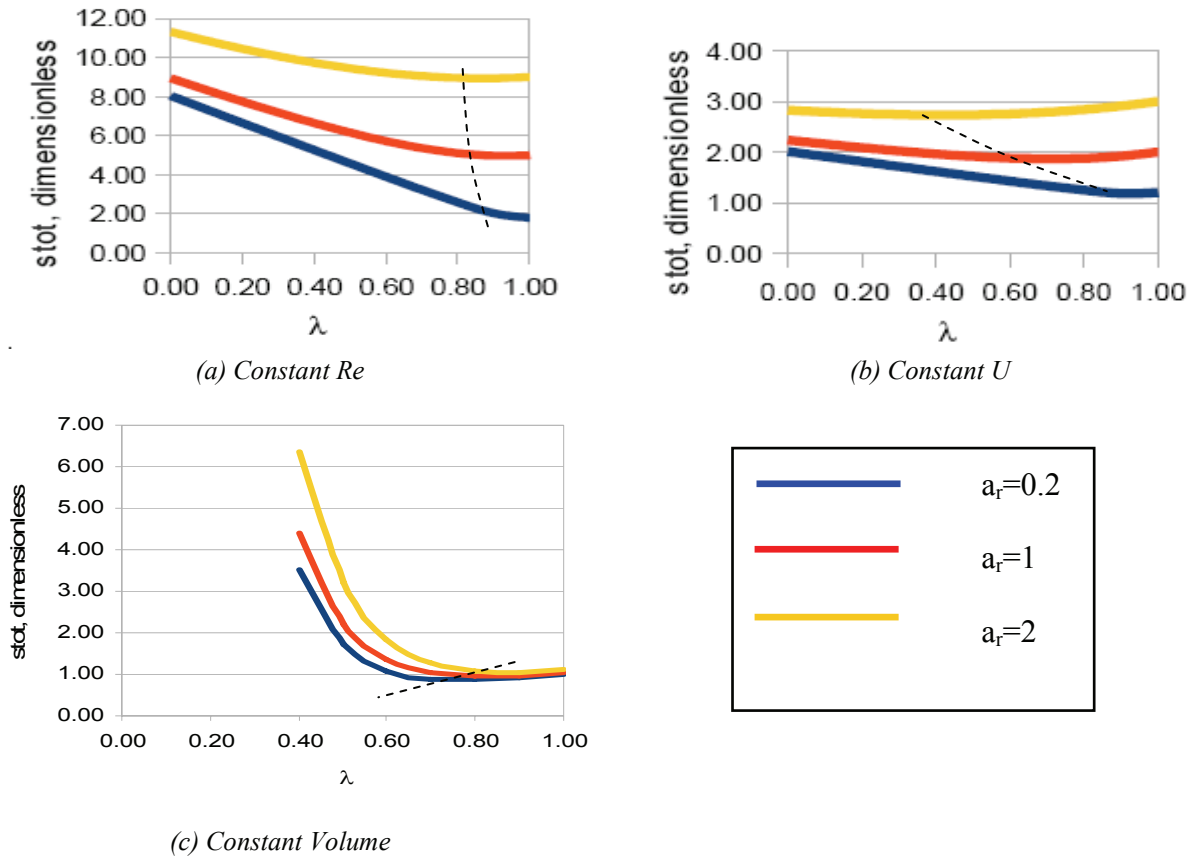 12.00
10.00
8.00
6.00
4.00
2.00
0.00
stot, dimensionless
0.00 0.20 0.40 0.60 0.80 1.00
λ
(a) Constant Re
4.00
3.00
2.00
1.00
0.00
stot, dimensionless
0.00 0.20 0.40 0.60 0.80 1.00
λ
(b) Constant U
7.00
6.00
5.00
4.00
3.00
2.00
1.00
0.00
stot, dimensionless
0.00 0.20 0.40 0.60 0.80 1.00
λ
(c) Constant Volume
aᵣ=0.2
aᵣ=1
aᵣ=2